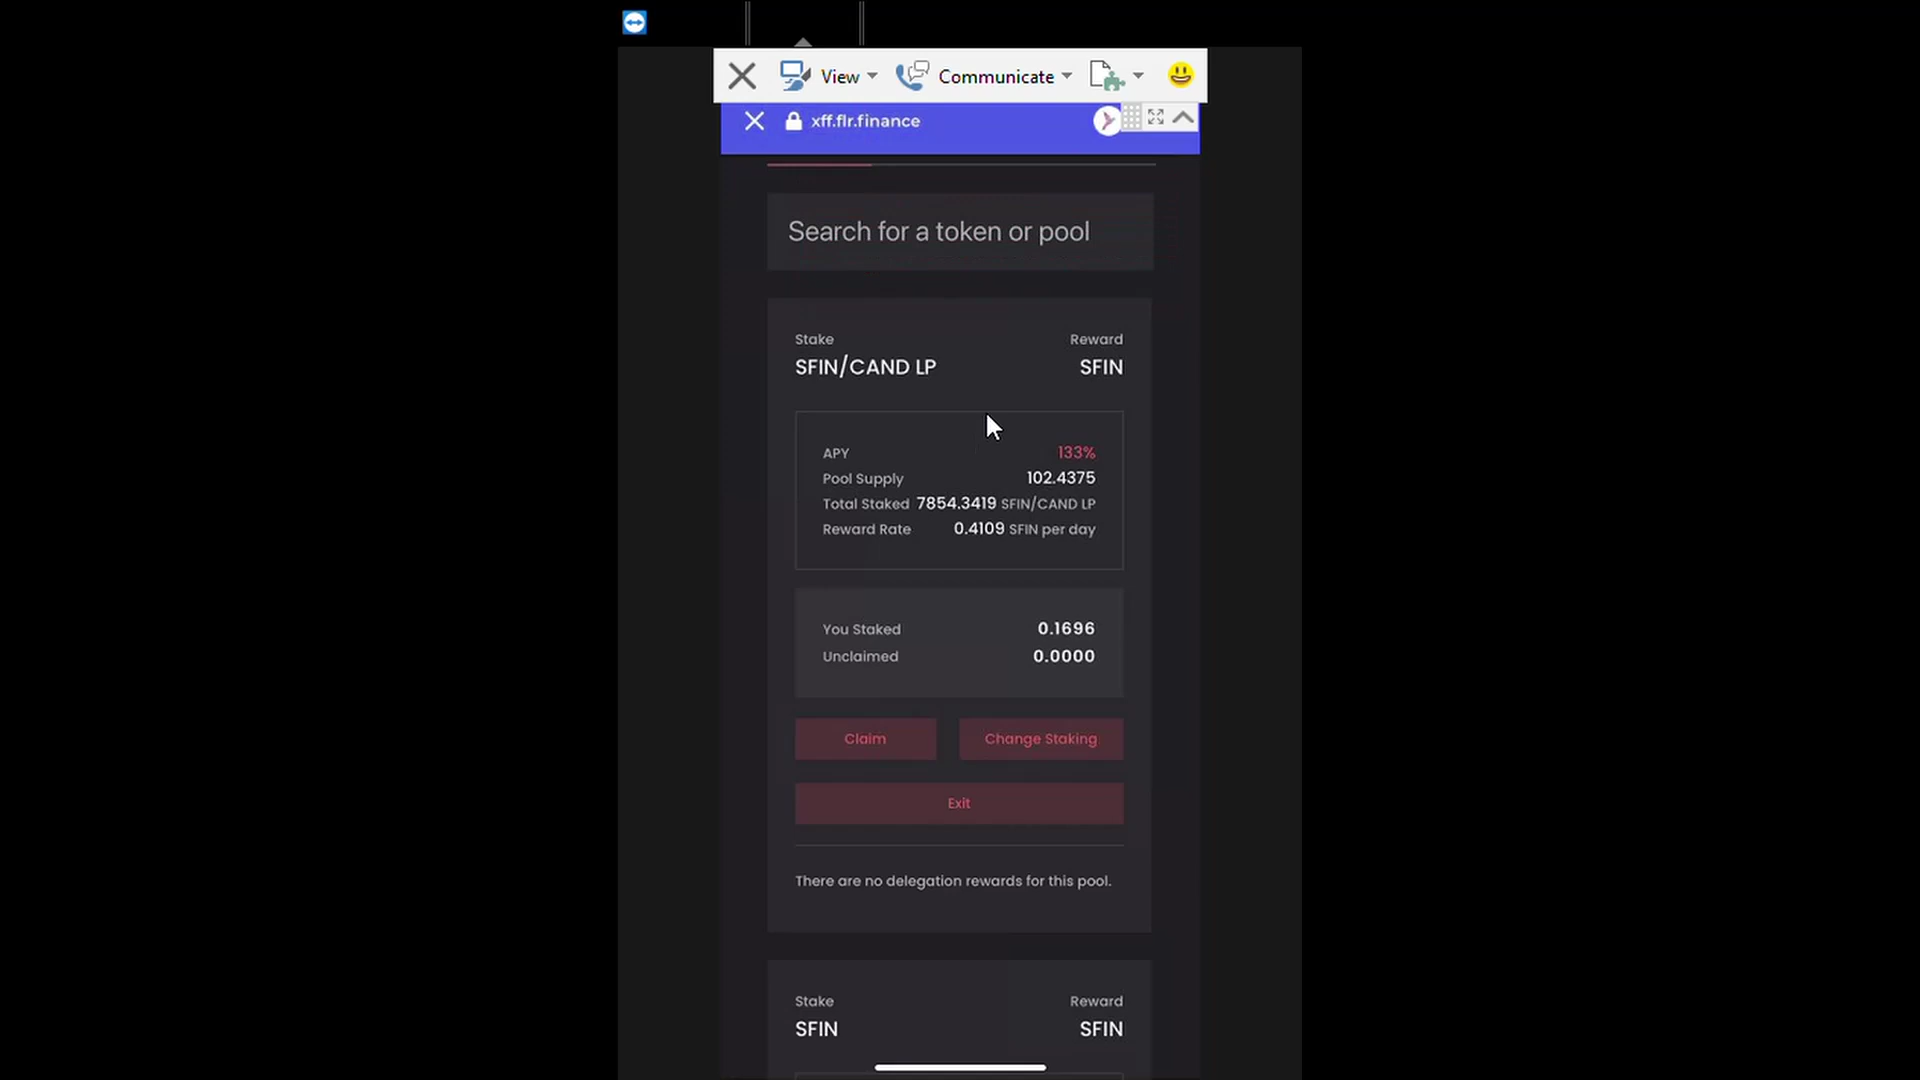 View Communicate
xff.flr.finance
Search for a token or pool
Stake Reward
SFIN/CAND LP SFIN
APY 133%
Pool Supply 102.4375
Total Staked 7854.3419 SFIN/CAND LP
Reward Rate 0.4109 SFIN per day
You Staked 0.1696
Unclaimed 0.0000
Claim Change Staking
Exit
There are no delegation rewards for this pool.
Stake Reward
SFIN SFIN